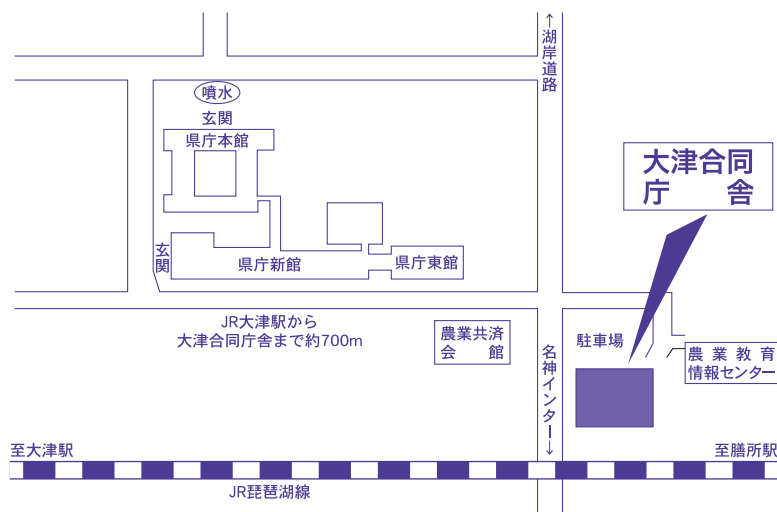 ←湖岸道路
噴水
玄関
県庁本館
大津合同
庁　舎
玄関
県庁新館
県庁東館
JR大津駅から
大津合同庁舎まで約700m
農業共済
会　館
名神インター→
駐車場
農業教育
情報センター
至大津駅
至膳所駅
JR琵琶湖線